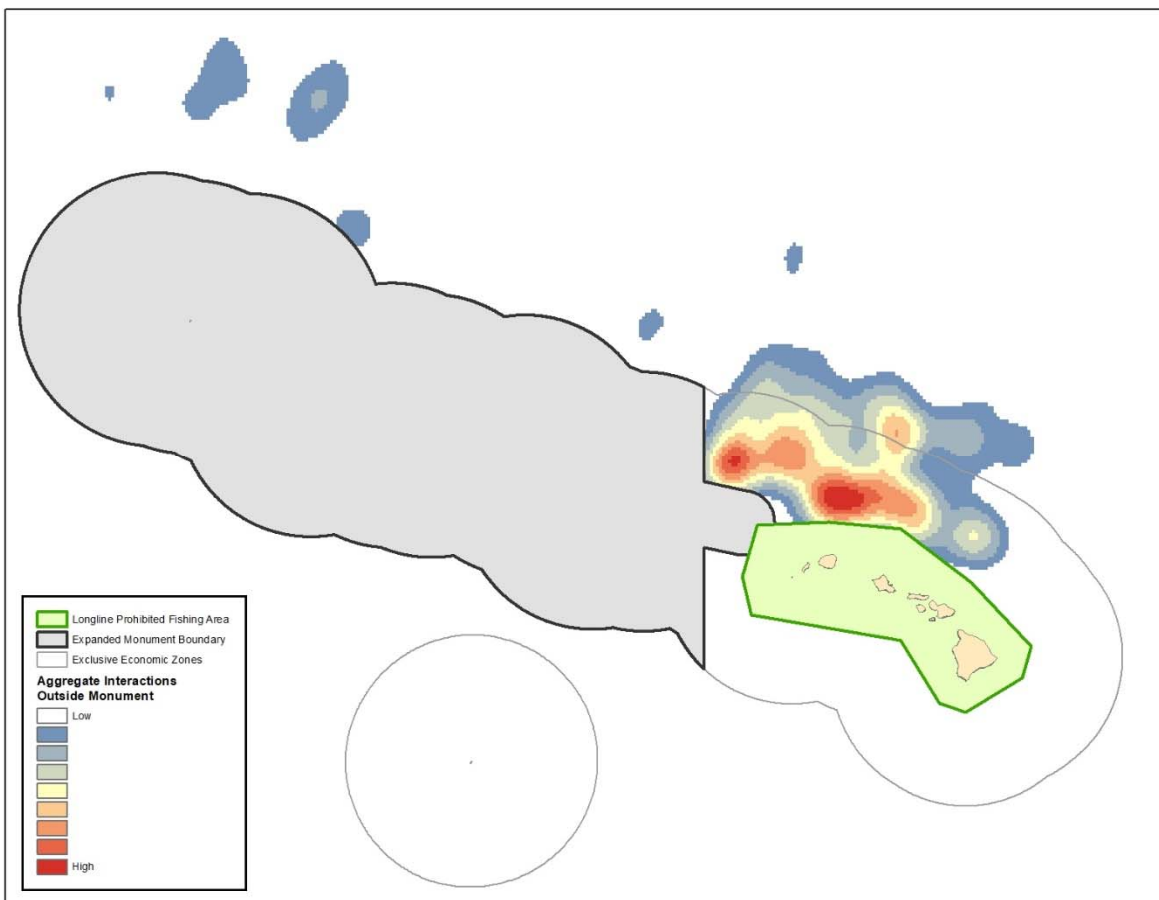 Longline Prohibited Fishing Area
Expanded Monument Boundary
Exclusive Economic Zones
Aggregate Interactions
Outside Monument
Low
High